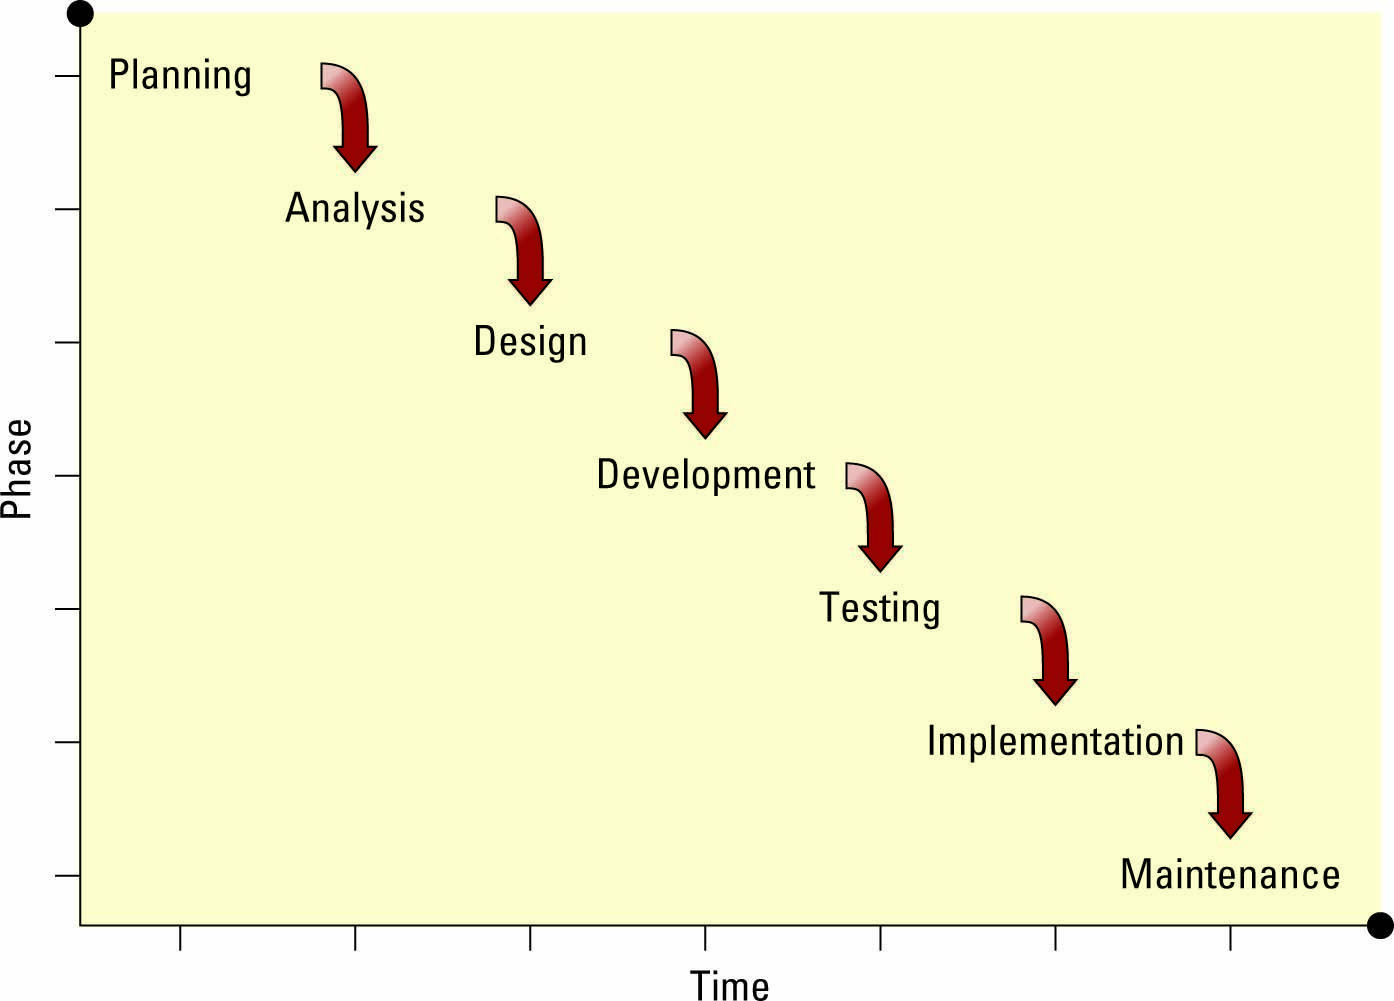 Planning
Analysis
Design
Development
Testing
Implementation
Maintenance
Phase
Time